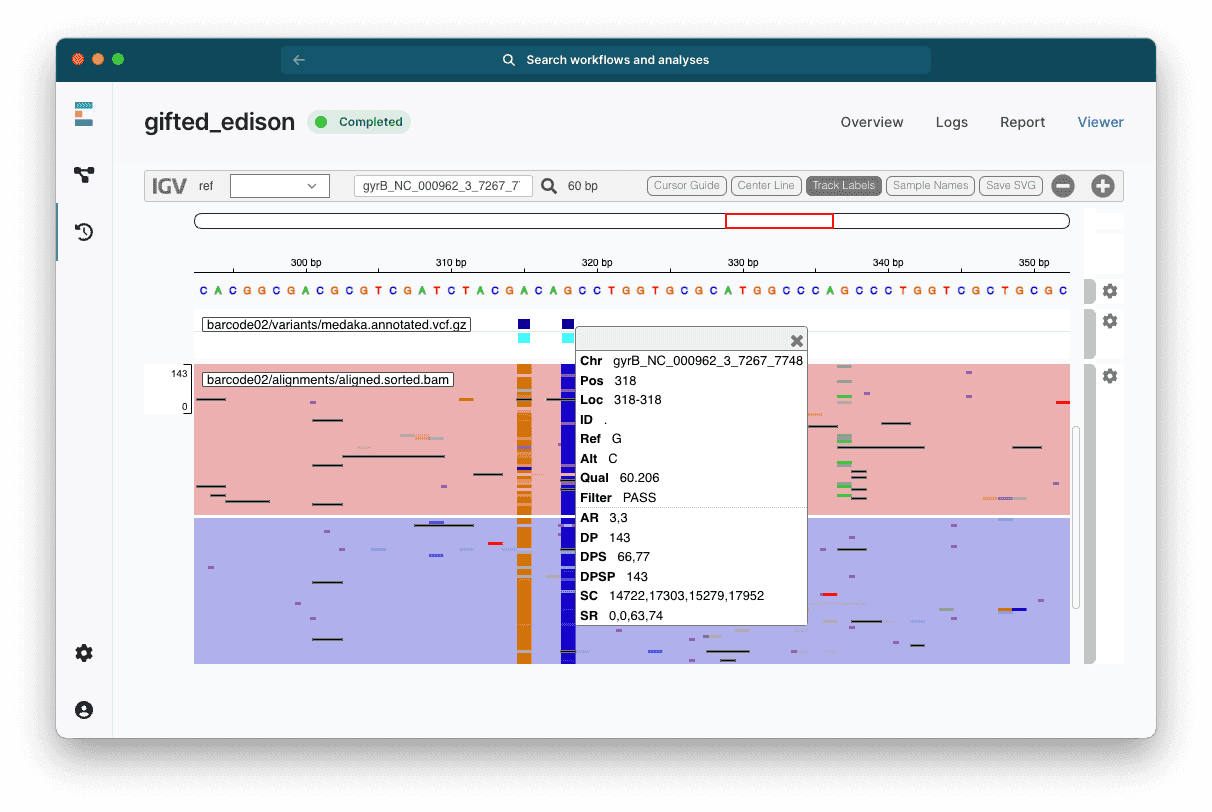 Search workflows and analyses
gifted_edison
Completed
Overview Logs Report Viewer
IGV ref gyrB_NC_000962_3_7267_7 60 bp Cursor Guide Center Line Track Labels Sample Names Save SVG
300 bp 310 bp 320 bp 330 bp 340 bp 350 bp
C A C G G C G A C G C G T C G A T C T A C G A C A G C C T G G T G C G C A T G G C C C A G C C C T G G T C G C T G C G C
barcode02/variants/medaka.annotated.vcf.gz
143
0
barcode02/alignments/aligned.sorted.bam
Chr gyrB_NC_000962_3_7267_7748
Pos 318
Loc 318-318
ID .
Ref G
Alt C
Qual 60.206
Filter PASS
AR 3,3
DP 143
DPS 66,77
DPSP 143
SC 14722,17303,15279,17952
SR 0,0,63,74